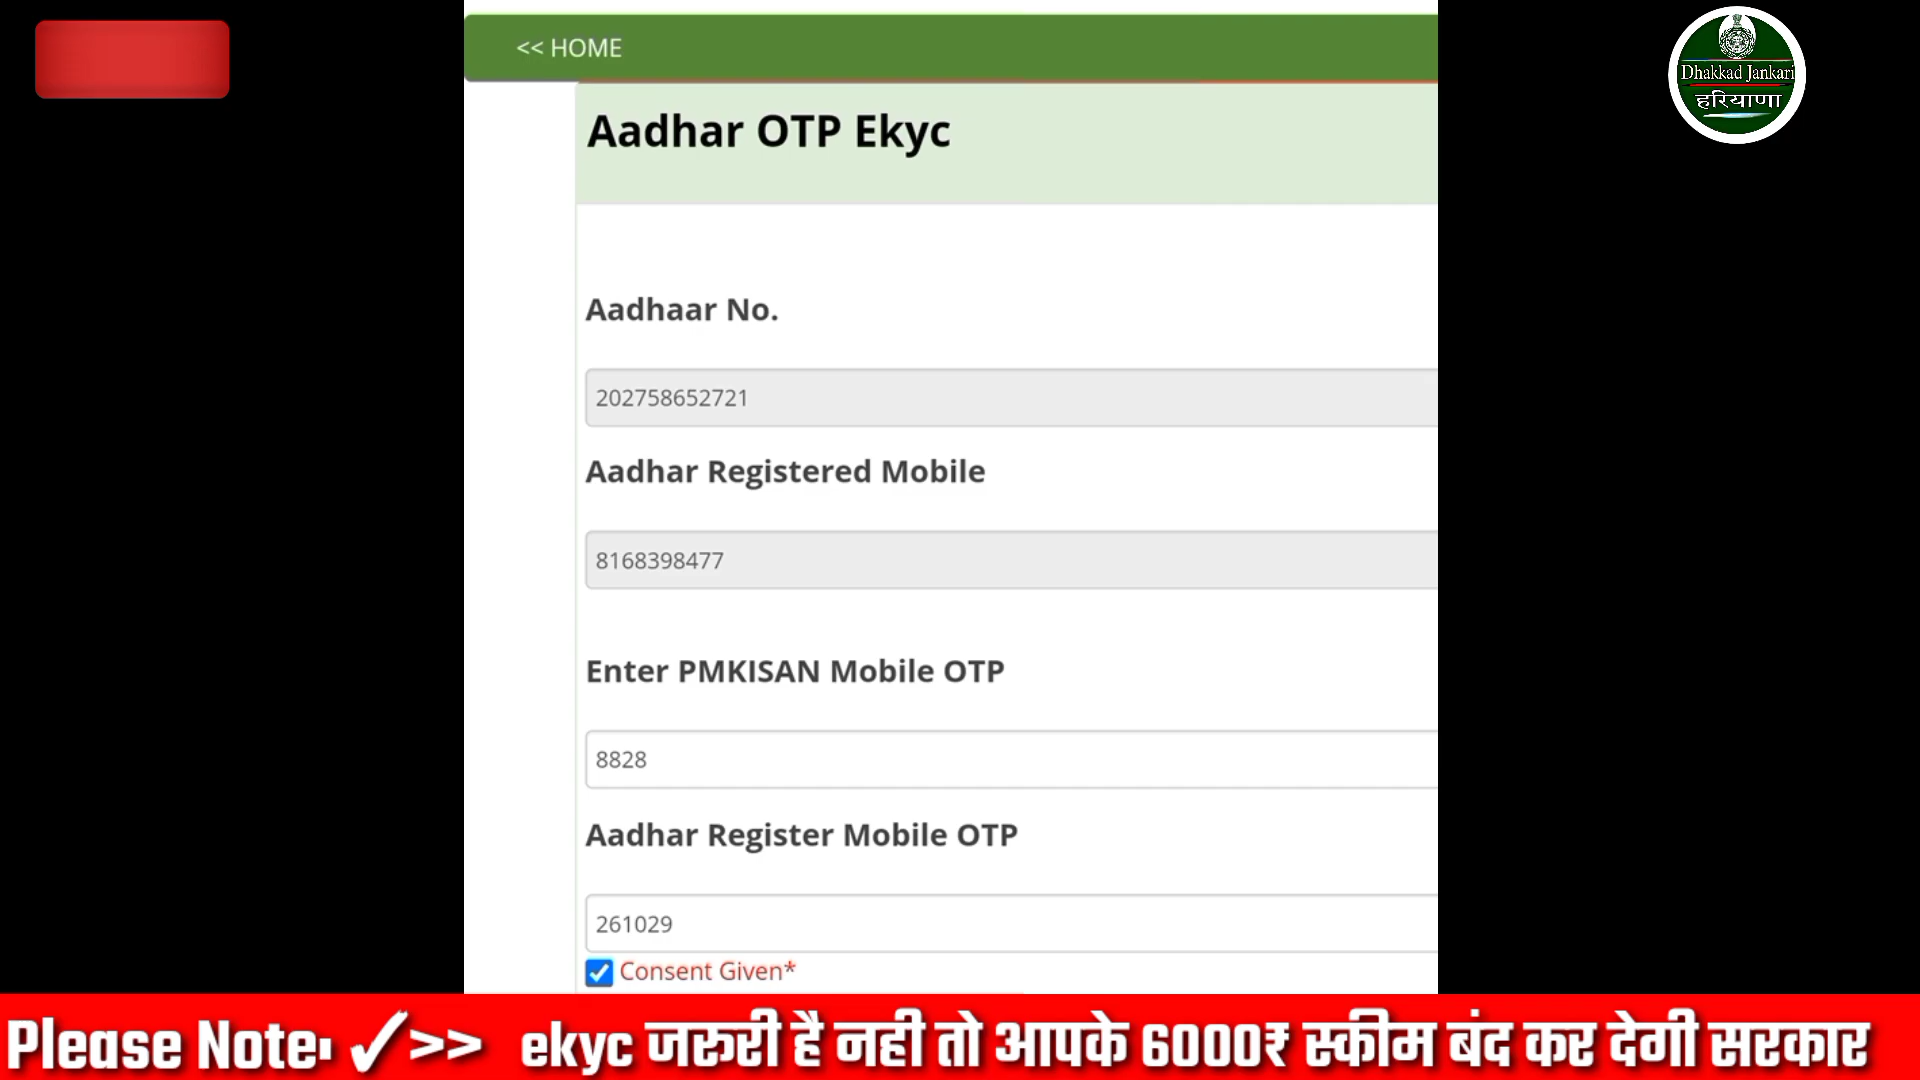 << HOME
Dhakkad Jankari
हरियाणा
Aadhar OTP Ekyc
Aadhaar No.
202758652721
Aadhar Registered Mobile
8168398477
Enter PMKISAN Mobile OTP
8828
Aadhar Register Mobile OTP
261029
Consent Given*
Please Note: ✓>> ekyc जरुरी है नही तो आपके 6000₹ स्कीम बंद कर देगी सरकार